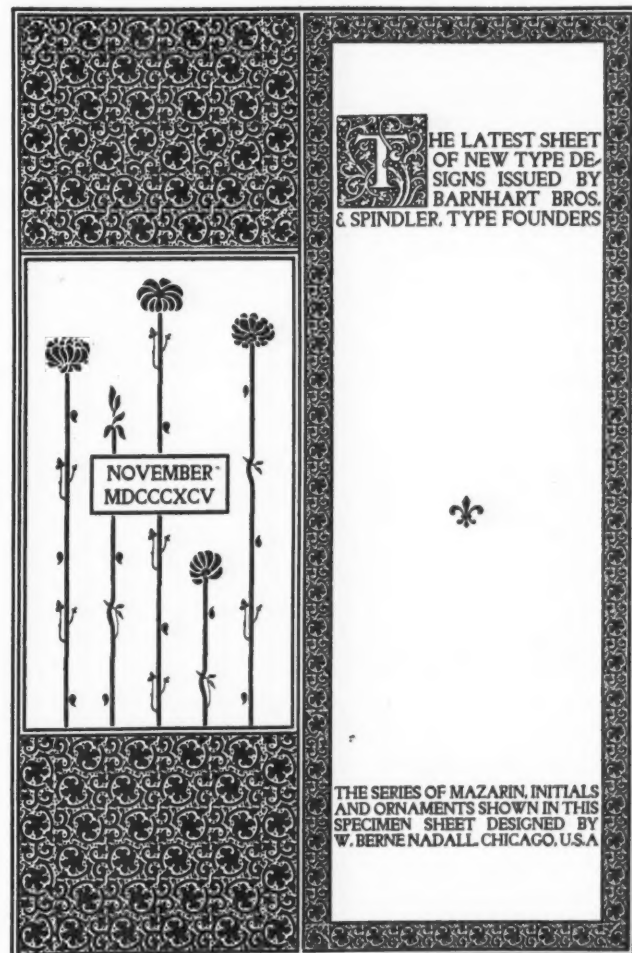 NOVEMBER
MDCCCXCV
THE LATEST SHEET
OF NEW TYPE DE-
SIGNS ISSUED BY
BARNHART BROS.
& SPINDLER, TYPE FOUNDERS
THE SERIES OF MAZARIN, INITIALS
AND ORNAMENTS SHOWN IN THIS
SPECIMEN SHEET DESIGNED BY
W. BERNE NADALL, CHICAGO, U.S.A